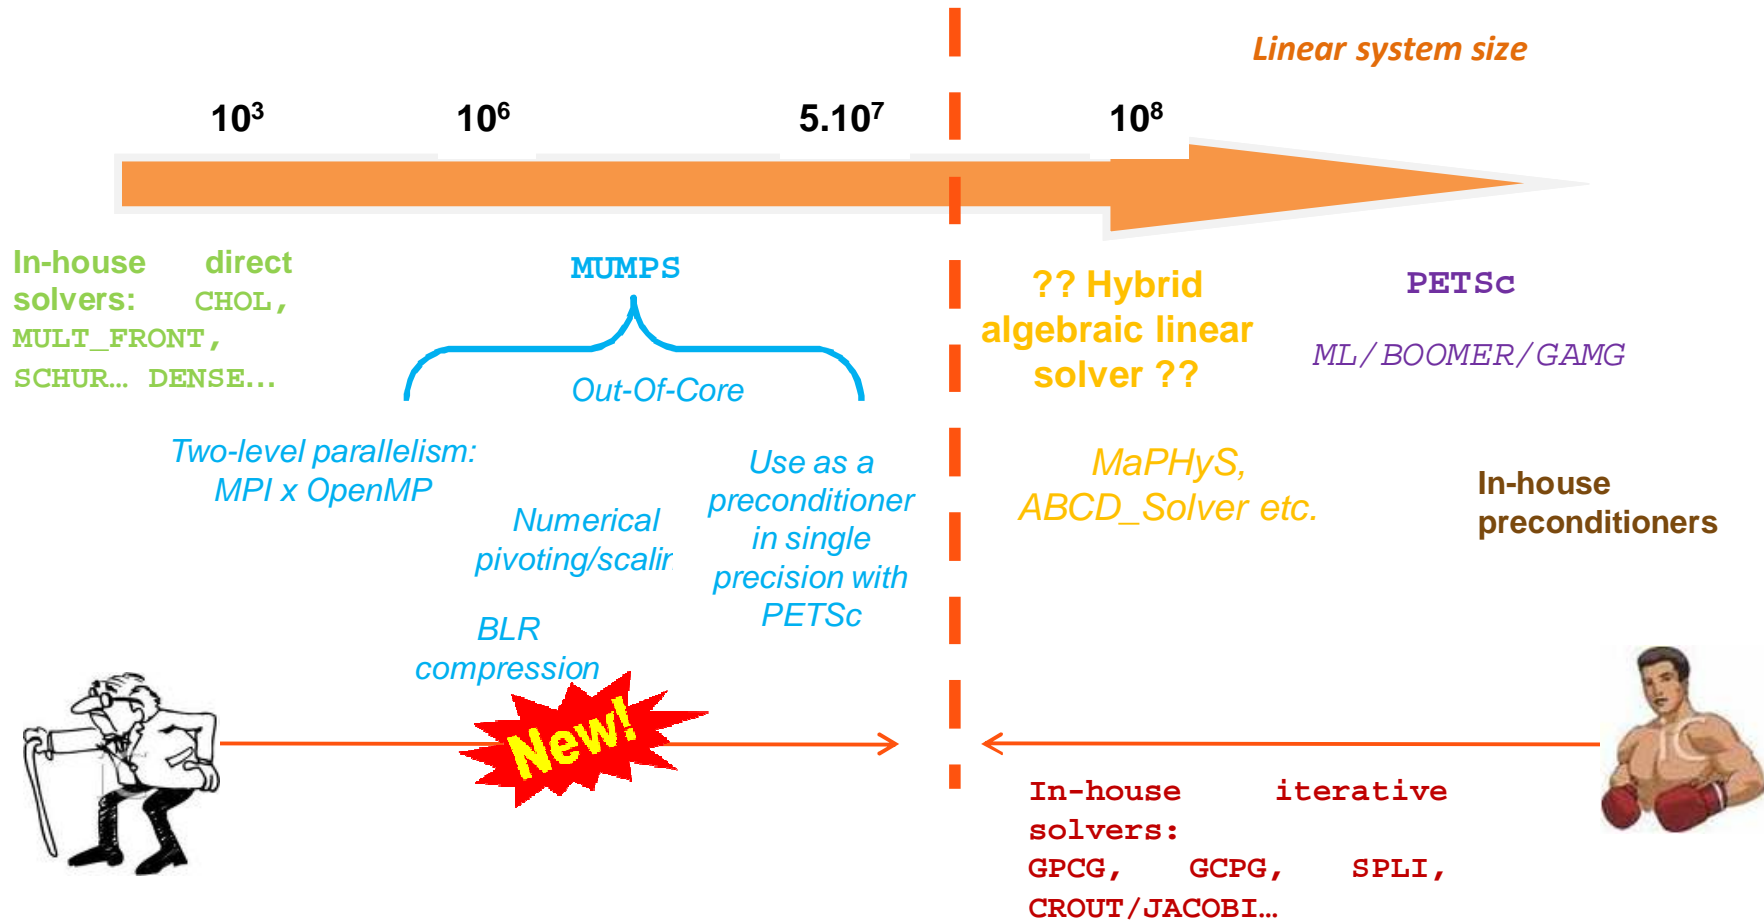 Linear system size
10³ 10⁶ 5.10⁷ 10⁸
In-house direct
solvers: CHOL,
MULT_FRONT,
SCHUR… DENSE…
MUMPS
Out-Of-Core
Two-level parallelism:
MPI x OpenMP
Numerical
pivoting/scalin
BLR
compression
Use as a
preconditioner
in single
precision with
PETSc
New!
?? Hybrid
algebraic linear
solver ??
MaPHyS,
ABCD_Solver etc.
PETSc
ML/BOOMER/GAMG
In-house
preconditioners
In-house iterative
solvers:
GPCG, GCPG, SPLI,
CROUT/JACOBI…